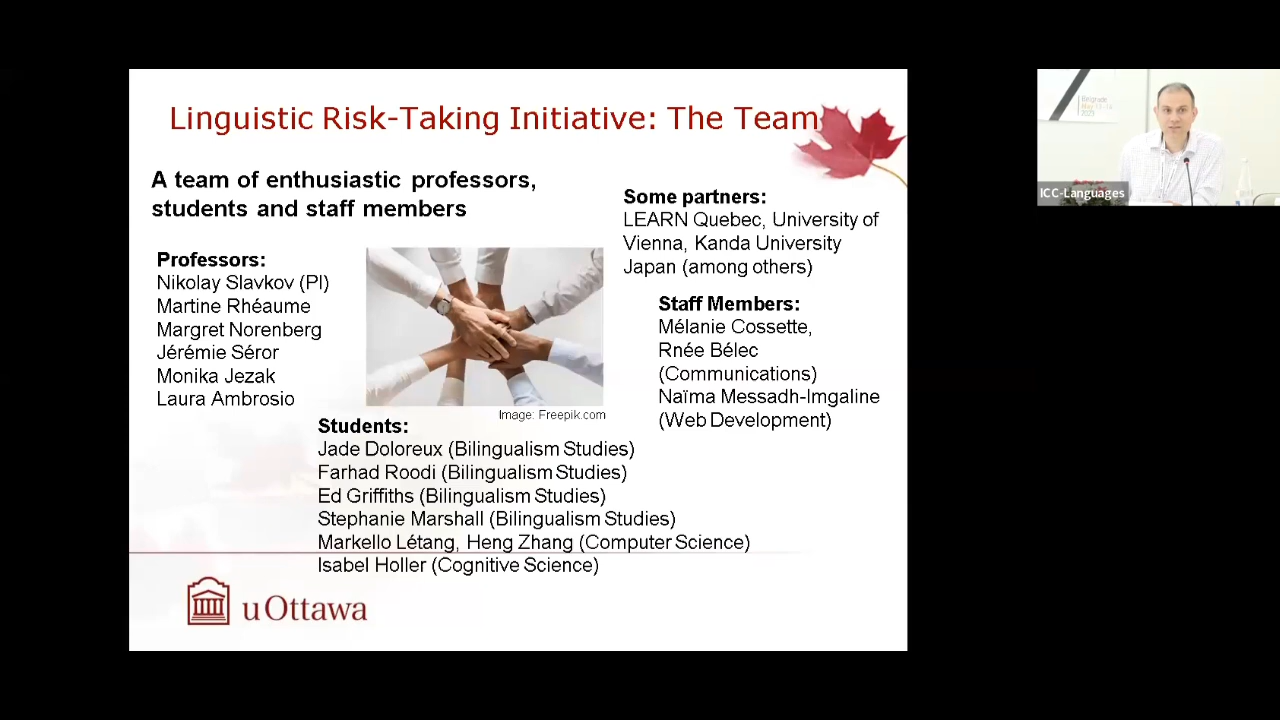 Linguistic Risk-Taking Initiative: The Team
A team of enthusiastic professors,
students and staff members
Professors:
Nikolay Slavkov (PI)
Martine Rhéaume
Margret Norenberg
Jérémie Séror
Monika Jezak
Laura Ambrosio
Image: Freepik.com
Some partners:
LEARN Quebec, University of
Vienna, Kanda University
Japan (among others)
Staff Members:
Mélanie Cossette,
Rnée Bélec
(Communications)
Naïma Messadh-Imgaline
(Web Development)
Students:
Jade Doloreux (Bilingualism Studies)
Farhad Roodi (Bilingualism Studies)
Ed Griffiths (Bilingualism Studies)
Stephanie Marshall (Bilingualism Studies)
Markello Létang, Heng Zhang (Computer Science)
Isabel Holler (Cognitive Science)
uOttawa
Belgrade
2023
ICC-Languages